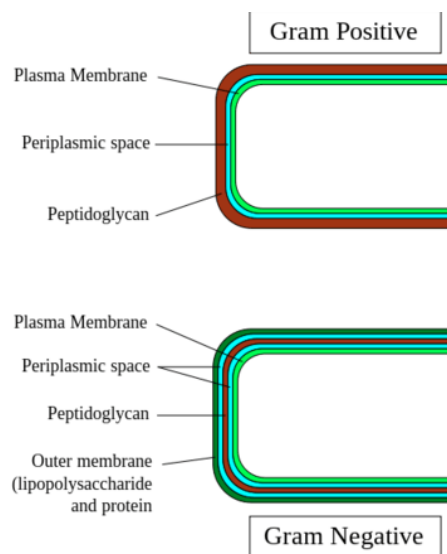 Gram Positive
Plasma Membrane
Periplasmic space
Peptidoglycan
Plasma Membrane
Periplasmic space
Peptidoglycan
Outer membrane
(lipopolysaccharide
and protein
Gram Negative